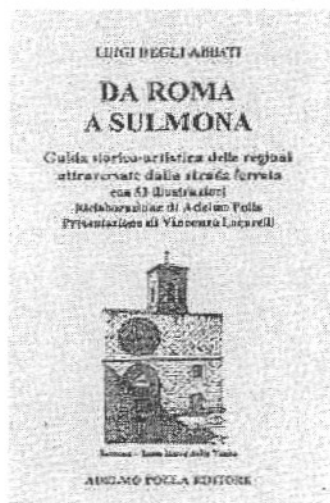 LUIGI DEGLI ABBATI
DA ROMA
A SULMONA
Guida storico-artistica delle regioni
attraversate dalla strada ferrata
con 53 illustrazioni
Rielaborazione di Adelmo Polla
Presentazione di Vincenzo
ADELMO POLLA EDITORE